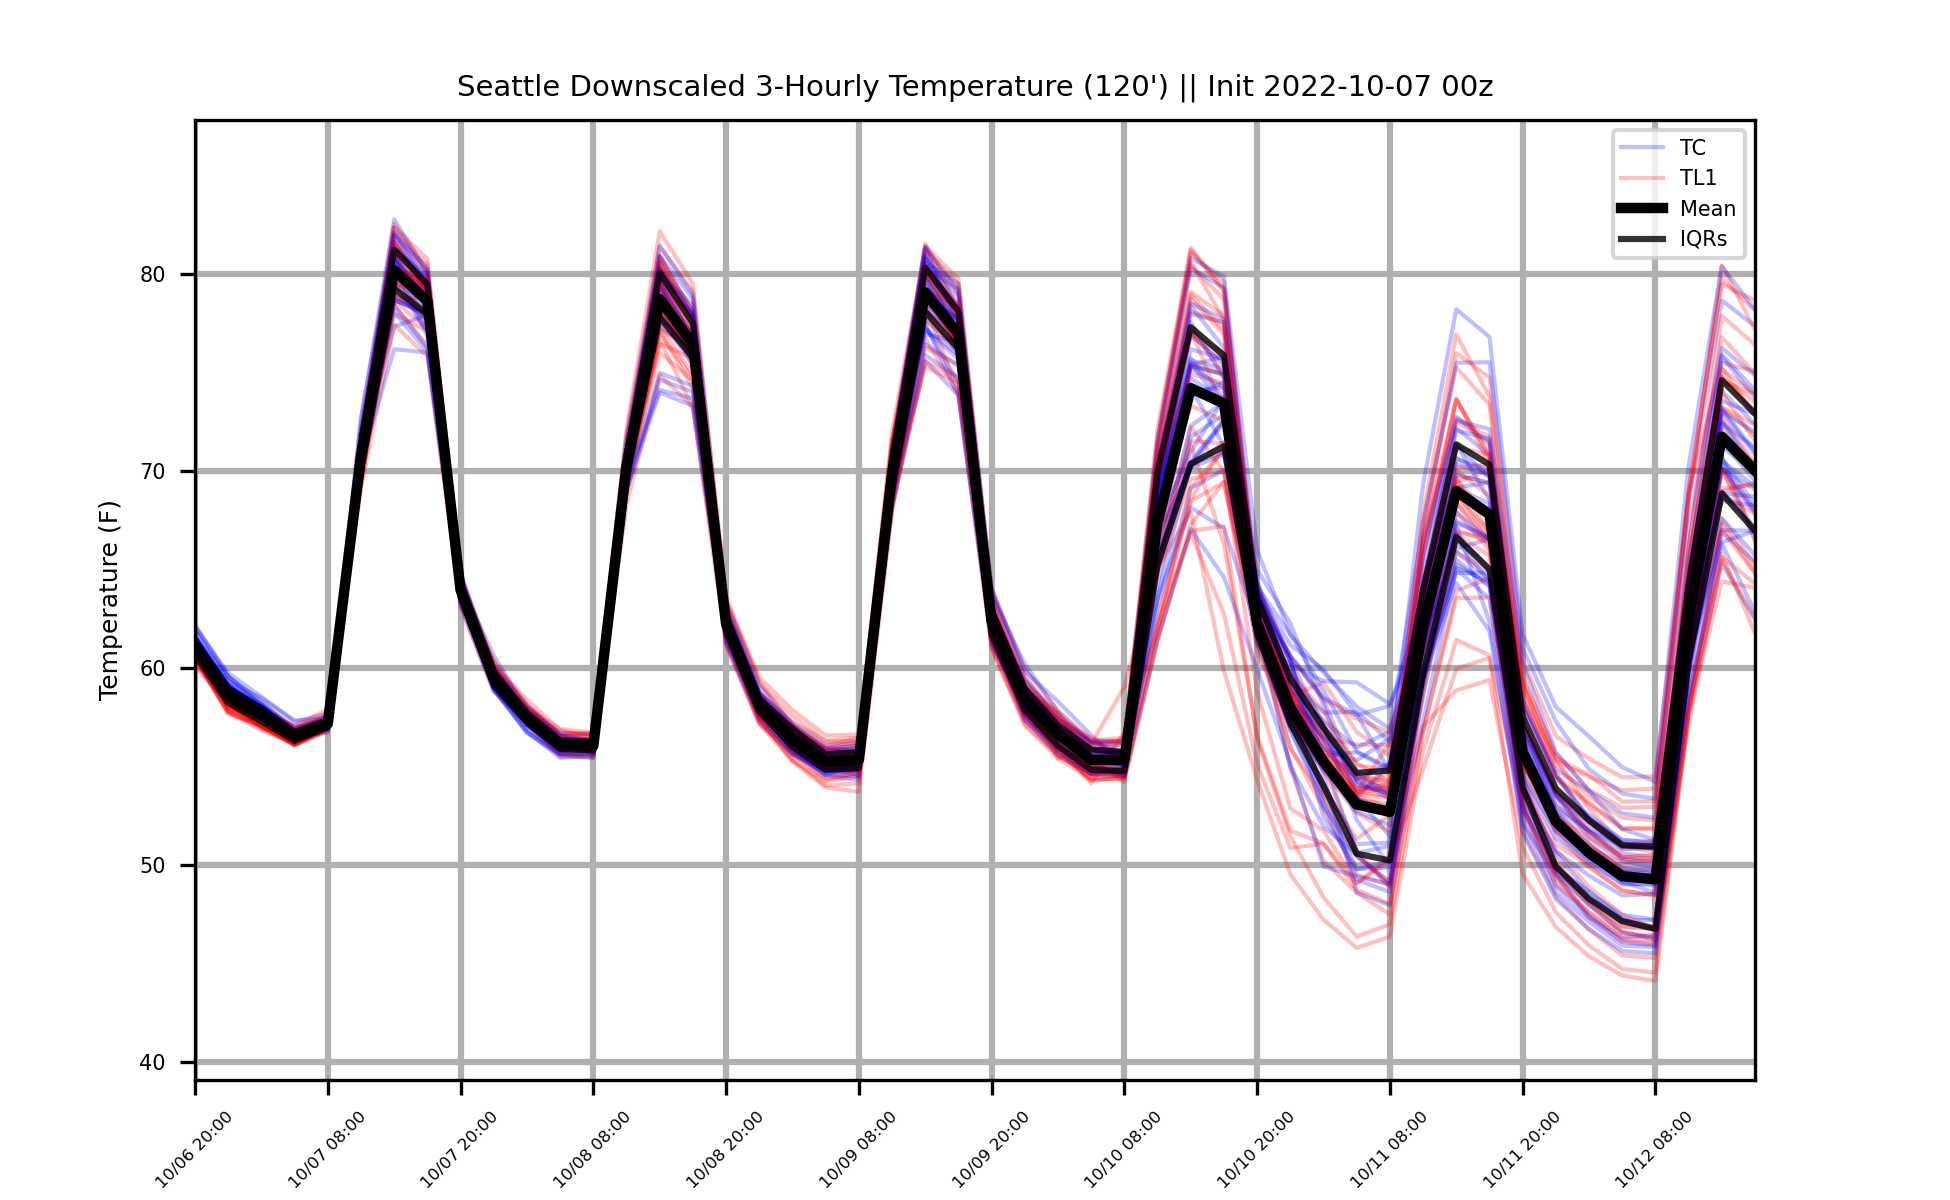 Seattle Downscaled 3-Hourly Temperature (120') || Init 2022-10-07 00z
TC
TL1
Mean
IQRs
Temperature (F)
80
70
60
50
40
10/06 20:00
10/07 08:00
10/07 20:00
10/08 08:00
10/08 20:00
10/09 08:00
10/09 20:00
10/10 08:00
10/10 20:00
10/11 08:00
10/11 20:00
10/12 08:00